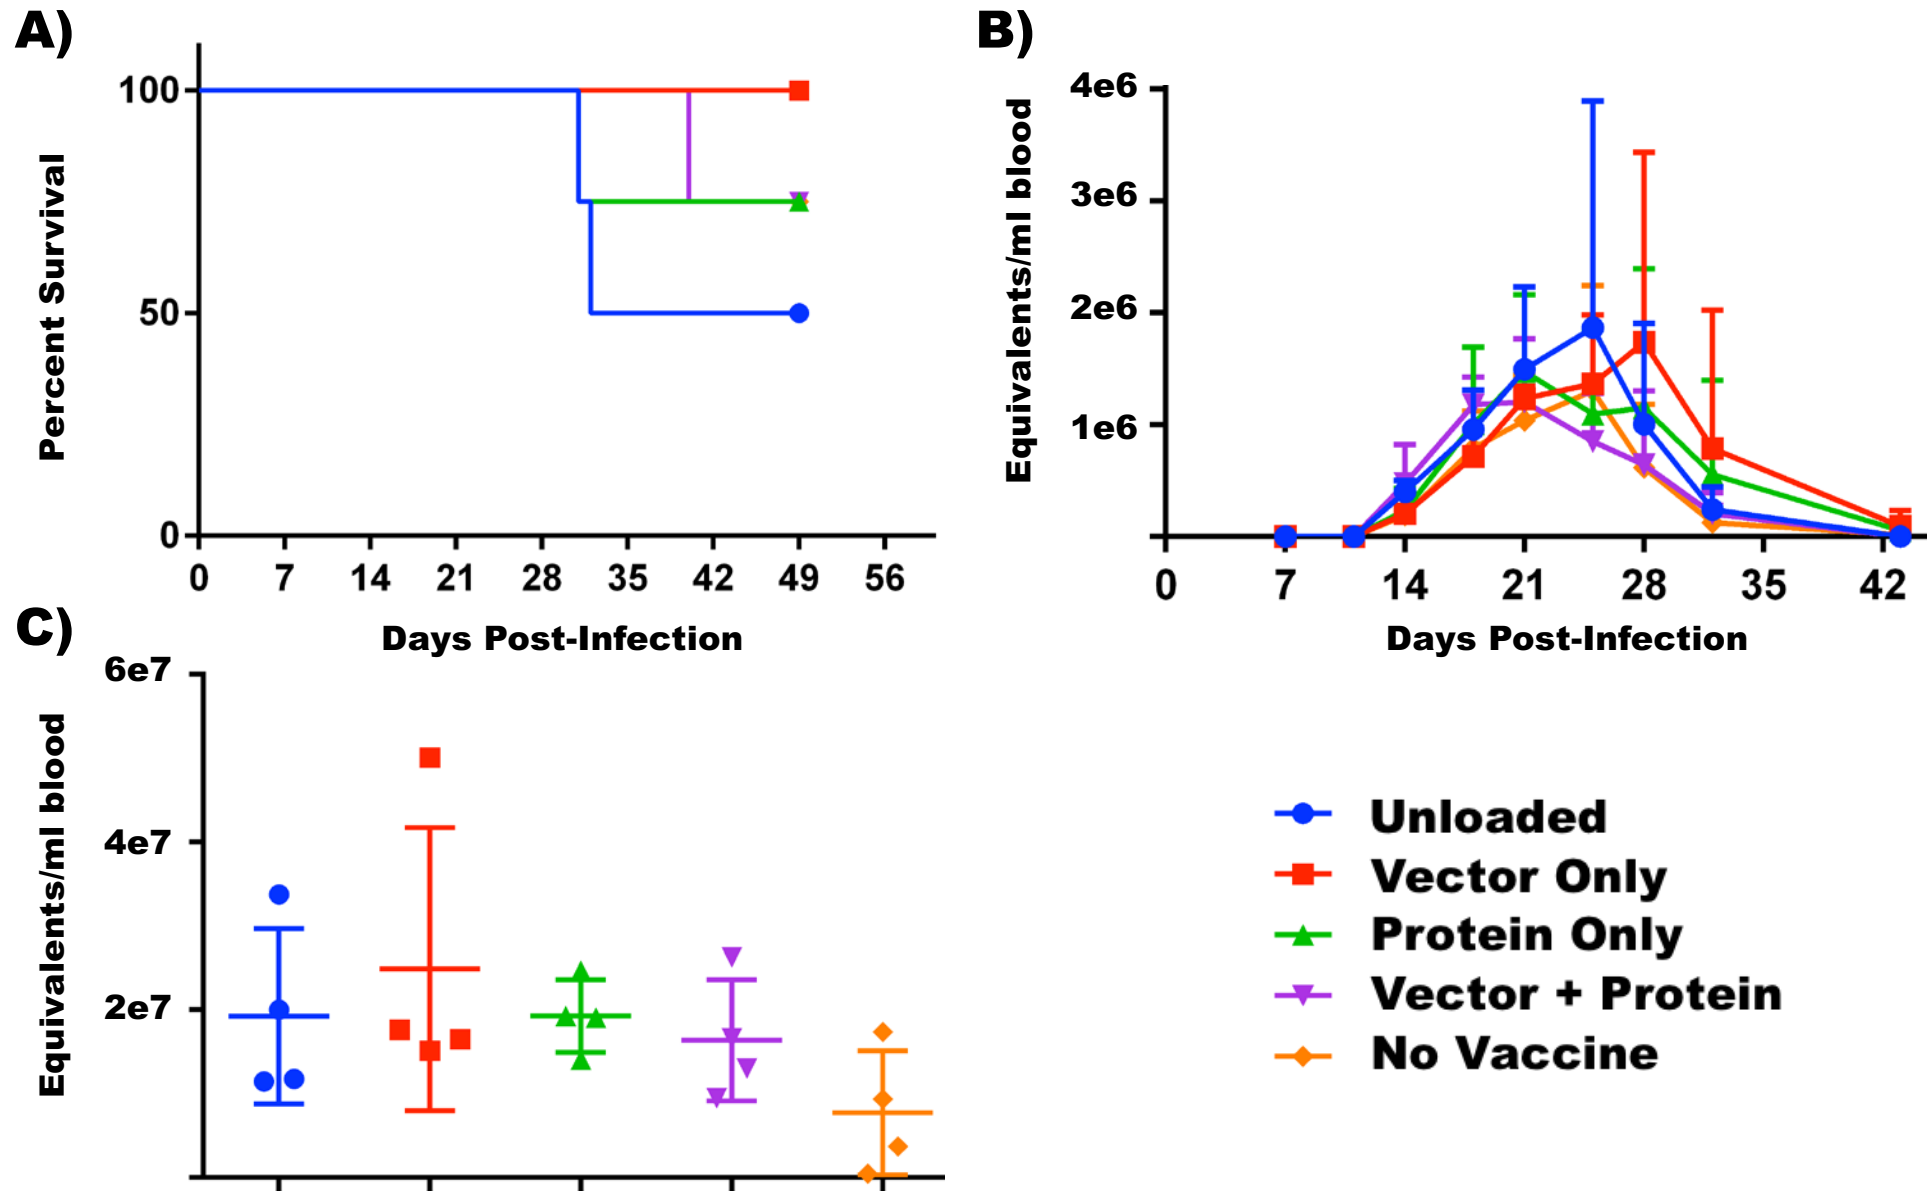 A)
Percent Survival
100
50
0
0 7 14 21 28 35 42 49 56
Days Post-Infection
B)
Equivalents/ml blood
4e6
3e6
2e6
1e6
0 7 14 21 28 35 42
Days Post-Infection
C)
Equivalents/ml blood
6e7
4e7
2e7
Unloaded
Vector Only
Protein Only
Vector + Protein
No Vaccine